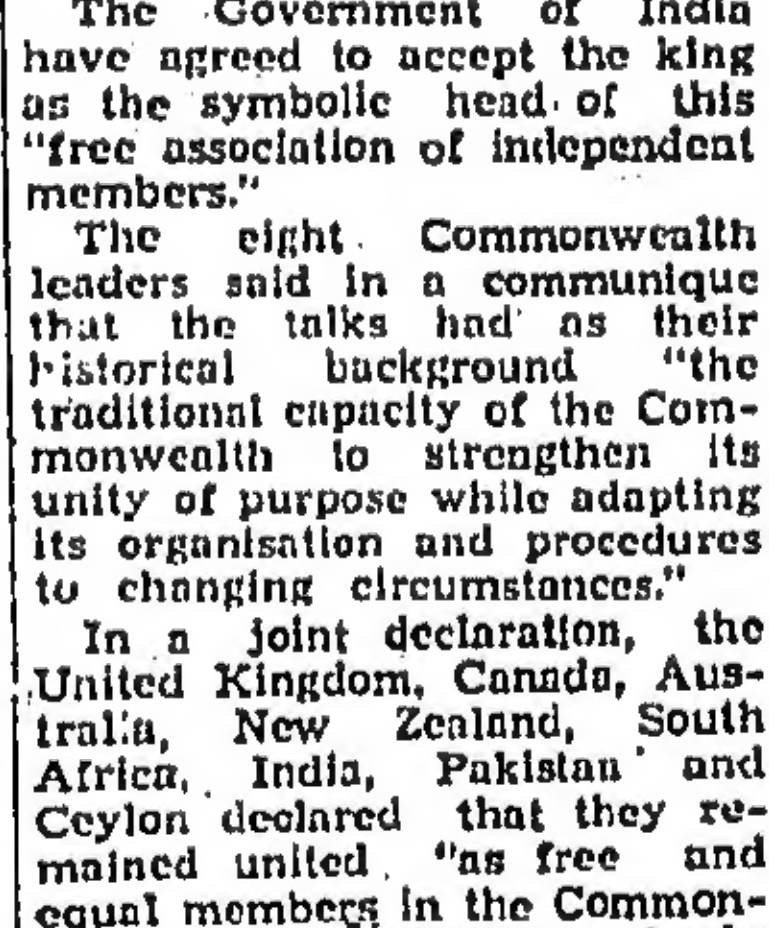 The Government of India
have agreed to accept the king
as the symbolic head of this
"free association of independent
members."
The eight Commonwealth
leaders said in a communique
that the talks had as their
historical background "the
traditional capacity of the Com-
monwealth to strengthen its
unity of purpose while adapting
its organisation and procedures
to changing circumstances."
In a joint declaration, the
United Kingdom, Canada, Aus-
tralia, New Zealand, South
Africa, India, Pakistan and
Ceylon declared that they re-
mained united "as free and
equal members in the Common-